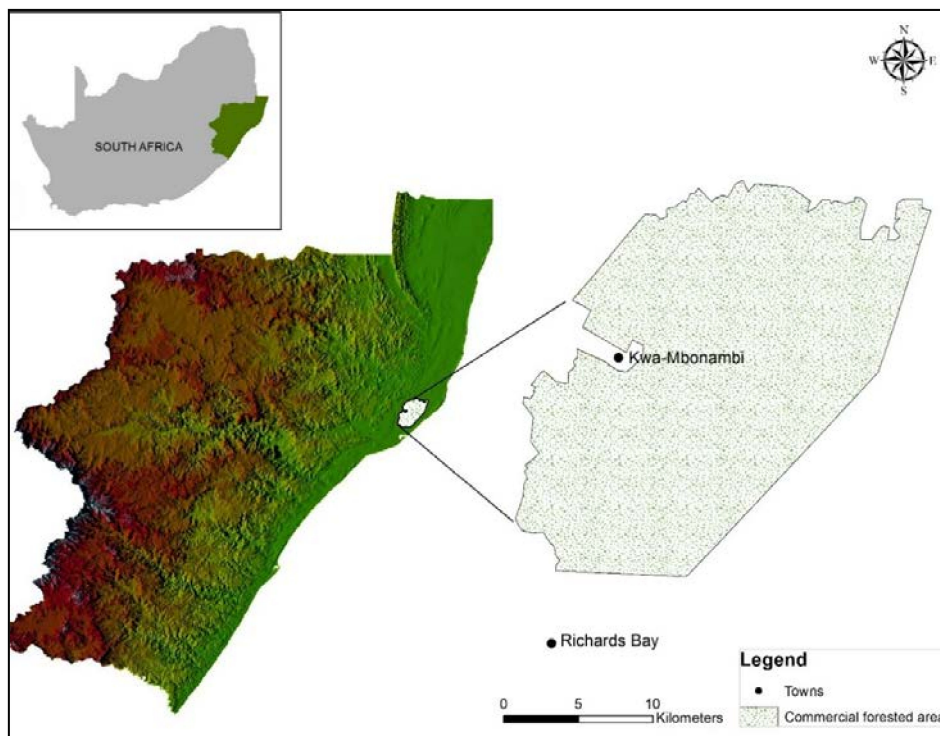 SOUTH AFRICA
N
W E
S
Kwa-Mbonambi
Richards Bay
0 5 10
Kilometers
Legend
Towns
Commercial forested area